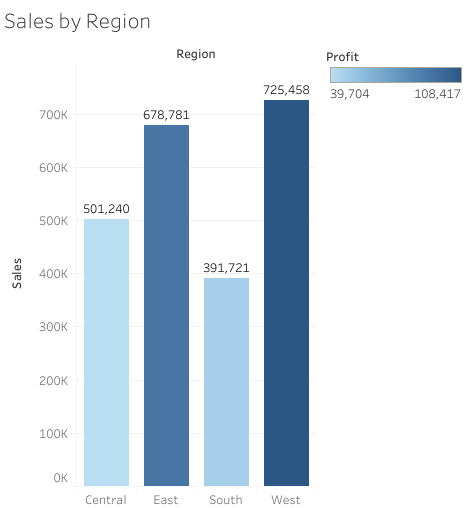 Sales by Region
Region
Profit
39,704 108,417
725,458
678,781
501,240
391,721
700K
600K
500K
400K
300K
200K
100K
0K
Sales
Central East South West